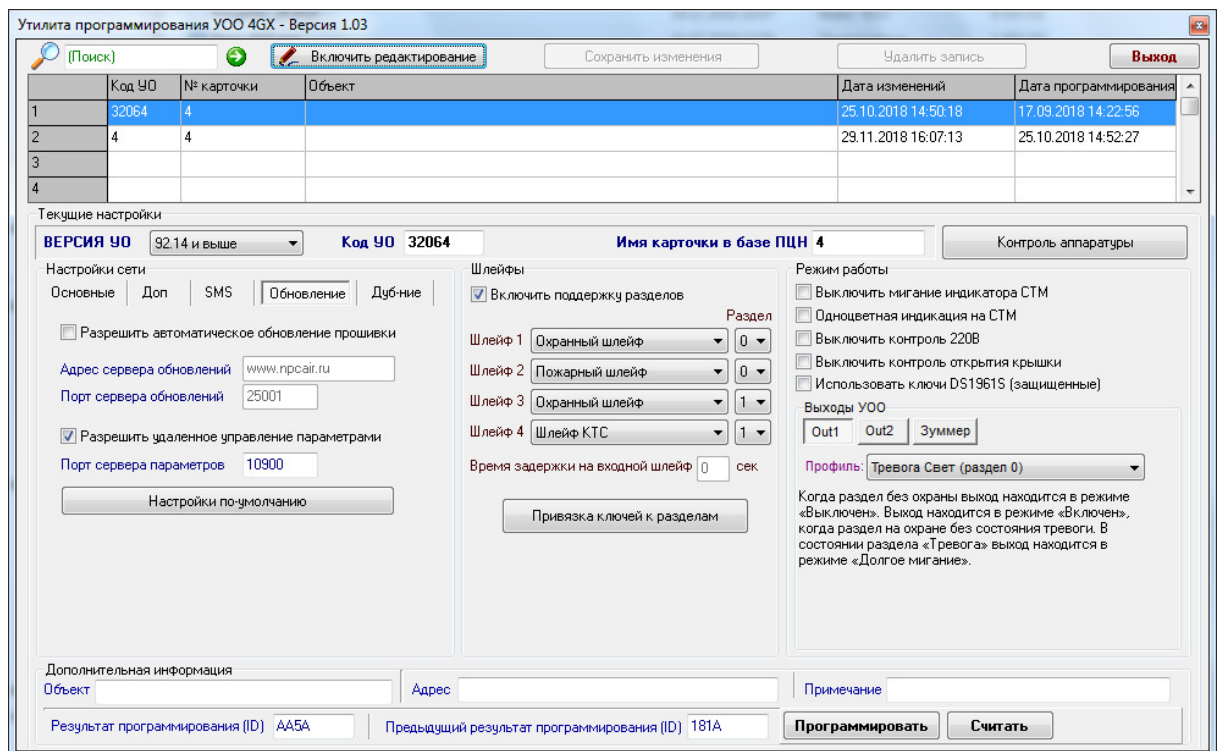 Утилита программирования УОО 4GX - Версия 1.03
(Поиск) Включить редактирование Сохранить изменения Удалить запись Выход
Код УО № карточки Объект Дата изменений Дата программирования
1 32064 4 25.10.2018 14:50:18 17.09.2018 14:22:56
2 4 4 29.11.2018 16:07:13 25.10.2018 14:52:27
3
4
Текущие настройки
ВЕРСИЯ УО 92.14 и выше Код УО 32064 Имя карточки в базе ПЦН 4 Контроль аппаратуры
Настройки сети
Основные Доп SMS Обновление Дуб-ние
Разрешить автоматическое обновление прошивки
Адрес сервера обновлений www.npcair.ru
Порт сервера обновлений 25001
Разрешить удаленное управление параметрами
Порт сервера параметров 10900
Настройки по-умолчанию
Шлейфы
Включить поддержку разделов
Раздел
Шлейф 1 Охранный шлейф 0
Шлейф 2 Пожарный шлейф 0
Шлейф 3 Охранный шлейф 1
Шлейф 4 Шлейф КТС 1
Время задержки на входной шлейф 0 сек
Привязка ключей к разделам
Режим работы
Выключить мигание индикатора СТМ
Одноцветная индикация на СТМ
Выключить контроль 220В
Выключить контроль открытия крышки
Использовать ключи DS1961S (защищенные)
Выходы УОО
Out1 Out2 Зуммер
Профиль: Тревога Свет (раздел 0)
Когда раздел без охраны выход находится в режиме
«Выключен». Выход находится в режиме «Включен»,
когда раздел на охране без состояния тревоги. В
состоянии раздела «Тревога» выход находится в
режиме «Долгое мигание».
Дополнительная информация
Объект Адрес Примечание
Результат программирования (ID) AA5A Предыдущий результат программирования (ID) 181A Программировать Считать